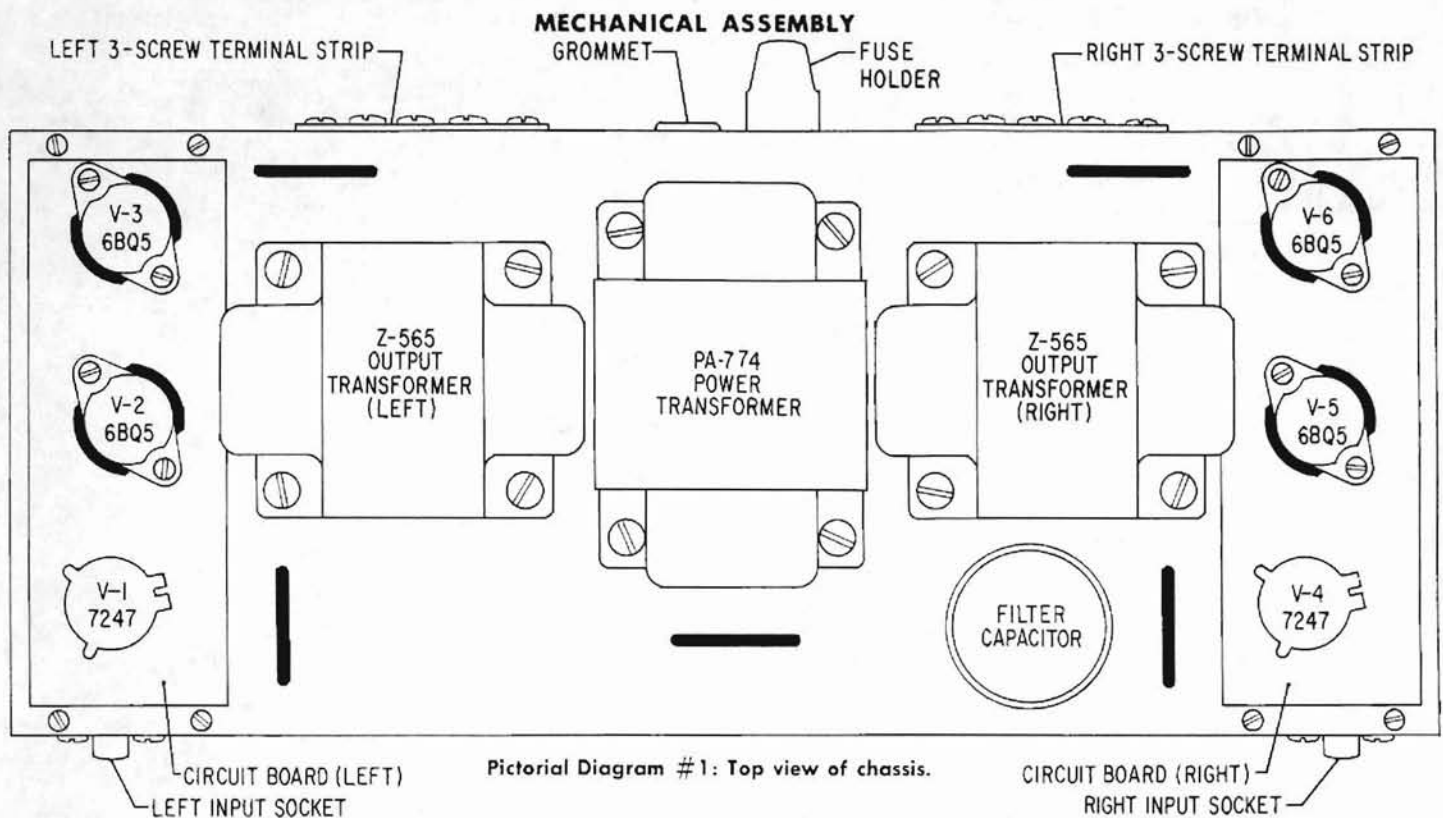 MECHANICAL ASSEMBLY
LEFT 3-SCREW TERMINAL STRIP
GROMMET
FUSE
HOLDER
RIGHT 3-SCREW TERMINAL STRIP
V-3
6BQ5
V-6
6BQ5
Z-565
OUTPUT
TRANSFORMER
(LEFT)
PA-774
POWER
TRANSFORMER
Z-565
OUTPUT
TRANSFORMER
(RIGHT)
V-2
6BQ5
V-5
6BQ5
V-1
7247
FILTER
CAPACITOR
V-4
7247
CIRCUIT BOARD (LEFT)
LEFT INPUT SOCKET
Pictorial Diagram #1: Top view of chassis.
CIRCUIT BOARD (RIGHT)
RIGHT INPUT SOCKET